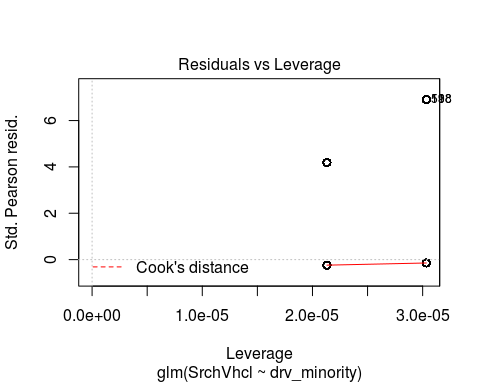 Residuals vs Leverage
Std. Pearson resid.
6
4
2
0
Cook's distance
0.0e+00
1.0e-05
2.0e-05
3.0e-05
Leverage
glm(SrchVhcl ~ drv_minority)